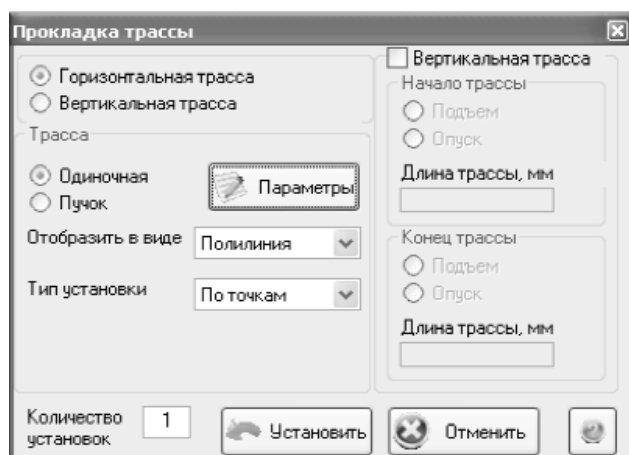 Прокладка трассы
Горизонтальная трасса
Вертикальная трасса
Трасса
Одиночная
Пучок
Параметры
Отобразить в виде
Полилиния
Тип установки
По точкам
Вертикальная трасса
Начало трассы
Подъем
Опуск
Длина трассы, мм
Конец трассы
Подъем
Опуск
Длина трассы, мм
Количество
установок
1
Установить
Отменить